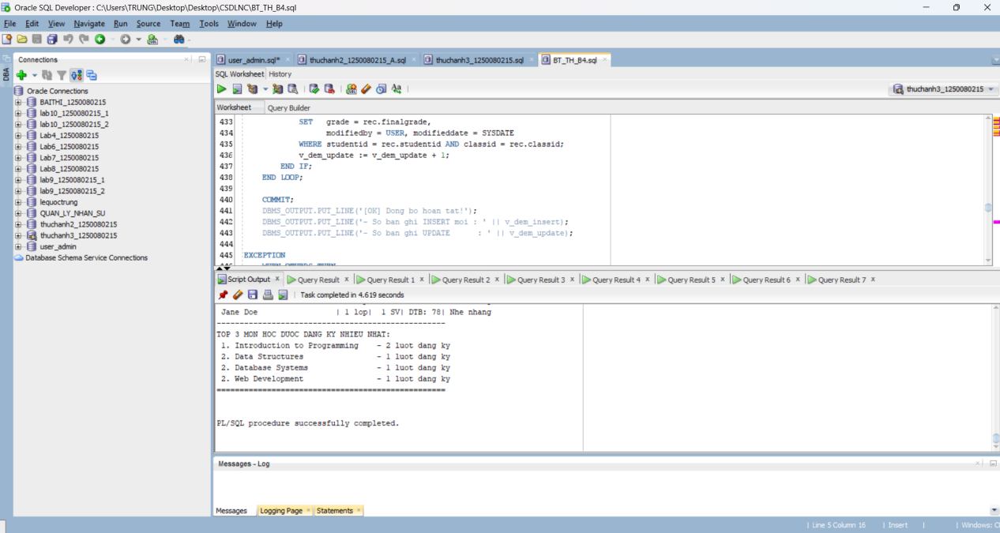 Oracle SQL Developer : C:\Users\TRUNG\Desktop\Desktop\CSDLNC\BT_TH_B4.sql
File Edit View Navigate Run Source Team Tools Window Help
DBA
Connections
Oracle Connections
BAITHI_1250080215
lab10_1250080215_1
lab10_1250080215_2
Lab4_1250080215
Lab6_1250080215
Lab7_1250080215
Lab8_1250080215
lab9_1250080215_1
lab9_1250080215_2
lequoctrung
QUAN_LY_NHAN_SU
thuchanh2_1250080215
thuchanh3_1250080215
user_admin
Database Schema Service Connections
user_admin.sql* thuchanh2_1250080215_A.sql thuchanh3_1250080215.sql BT_TH_B4.sql
SQL Worksheet History
thuchanh3_1250080215
Worksheet Query Builder
433 SET grade = rec.finalgrade,
434 modifiedby = USER, modifieddate = SYSDATE
435 WHERE studentid = rec.studentid AND classid = rec.classid;
436 v_dem_update := v_dem_update + 1;
437 END IF;
438 END LOOP;
439
440 COMMIT;
441 DBMS_OUTPUT.PUT_LINE('[OK] Dong bo hoan tat!');
442 DBMS_OUTPUT.PUT_LINE('- So ban ghi INSERT moi : ' || v_dem_insert);
443 DBMS_OUTPUT.PUT_LINE('- So ban ghi UPDATE : ' || v_dem_update);
444
445 EXCEPTION
Script Output x Query Result x Query Result 1 x Query Result 2 x Query Result 3 x Query Result 4 x Query Result 5 x Query Result 6 x Query Result 7 x
Task completed in 4.619 seconds
Jane Doe | 1 lop| 1 SV| DTB: 78| Nhe nhang
--------------------------------------------------
TOP 3 MON HOC DUOC DANG KY NHIEU NHAT:
1. Introduction to Programming - 2 luot dang ky
2. Data Structures - 1 luot dang ky
2. Database Systems - 1 luot dang ky
2. Web Development - 1 luot dang ky
==================================================
PL/SQL procedure successfully completed.
Messages - Log
Messages Logging Page Statements
| Line 5 Column 16 | Insert | | Windows: